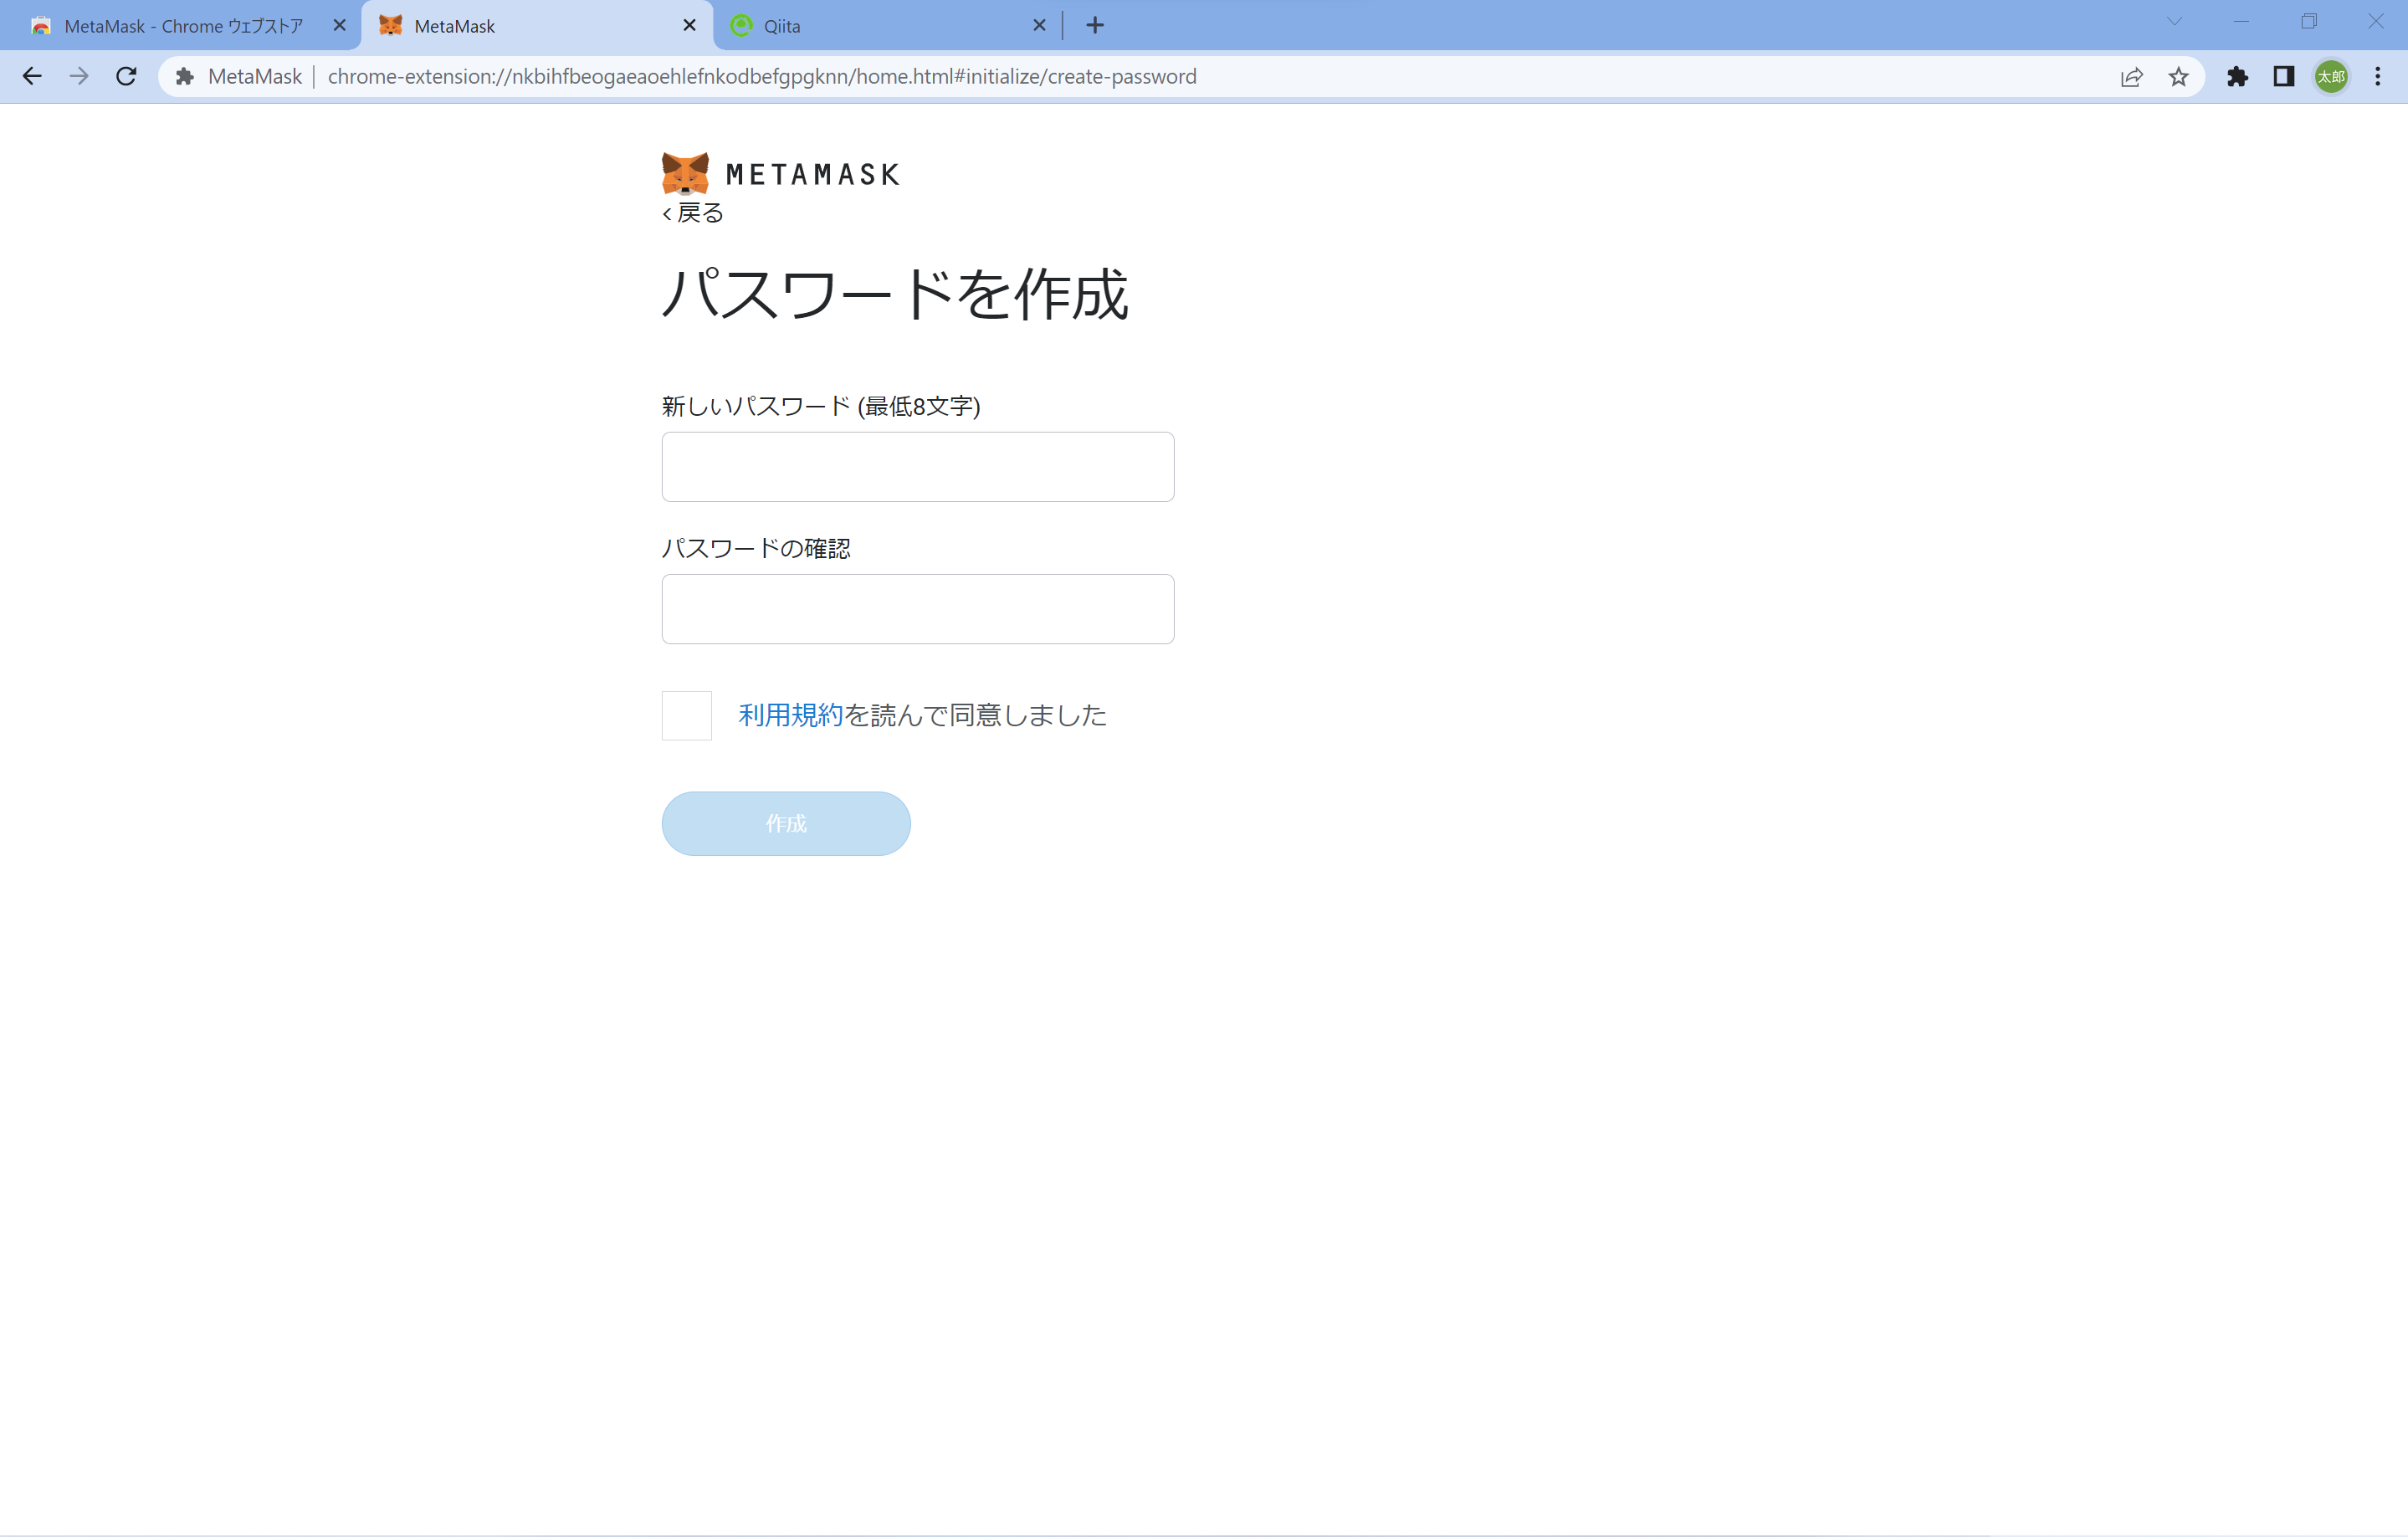 MetaMask - Chrome ウェブストア
MetaMask
Qiita
MetaMask
chrome-extension://nkbihfbeogaeaoehlefnkodbefgpgknn/home.html#initialize/create-password
太郎
METAMASK
< 戻る
パスワードを作成
新しいパスワード (最低8文字)
パスワードの確認
利用規約を読んで同意しました
作成